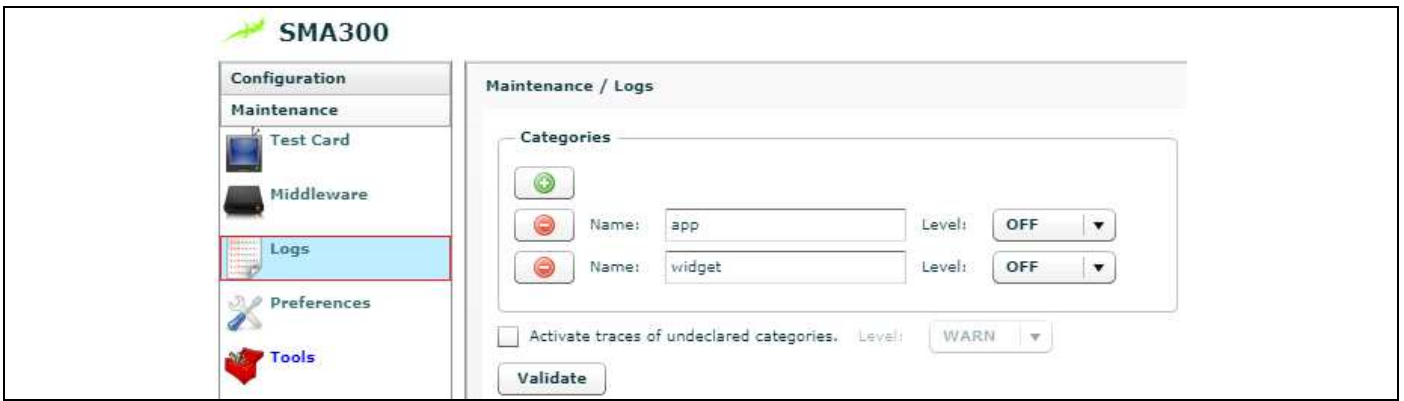 SMA300
Configuration
Maintenance
Test Card
Middleware
Logs
Preferences
Tools
Maintenance / Logs
Categories
Name: app Level: OFF
Name: widget Level: OFF
Activate traces of undeclared categories. Level: WARN
Validate